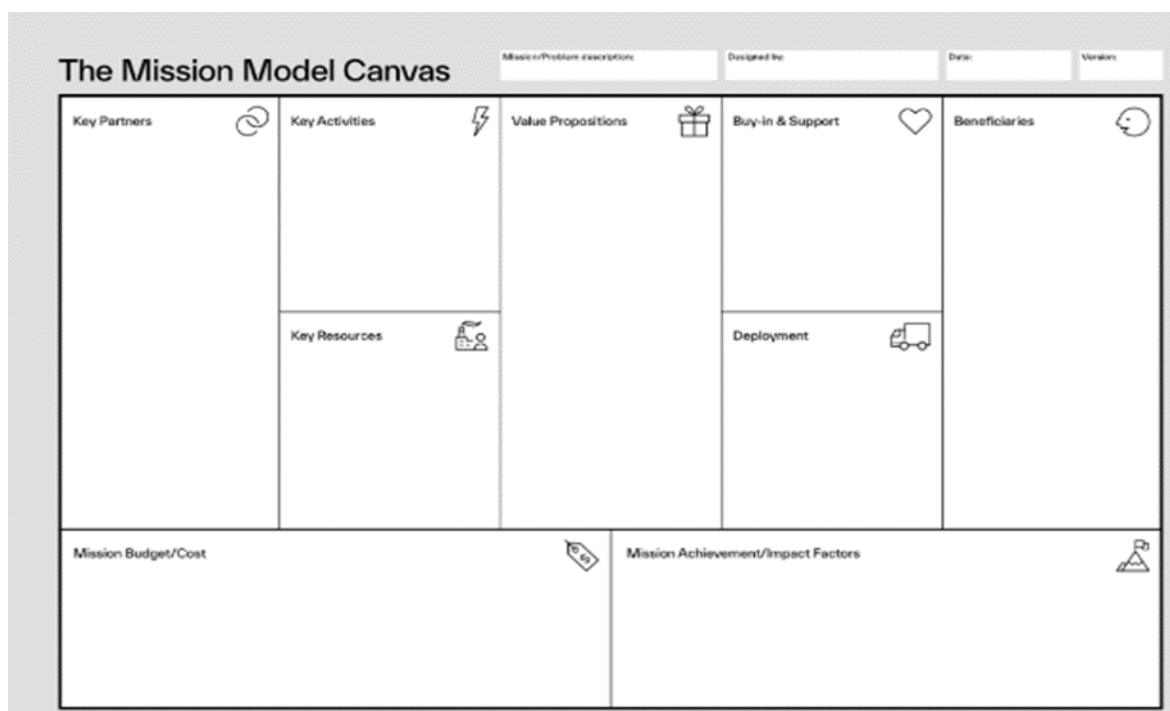 The Mission Model Canvas
Mission/Problem description:
Designed by:
Date:
Version:
Key Partners
Key Activities
Value Propositions
Buy-in & Support
Beneficiaries
Key Resources
Deployment
Mission Budget/Cost
Mission Achievement/Impact Factors